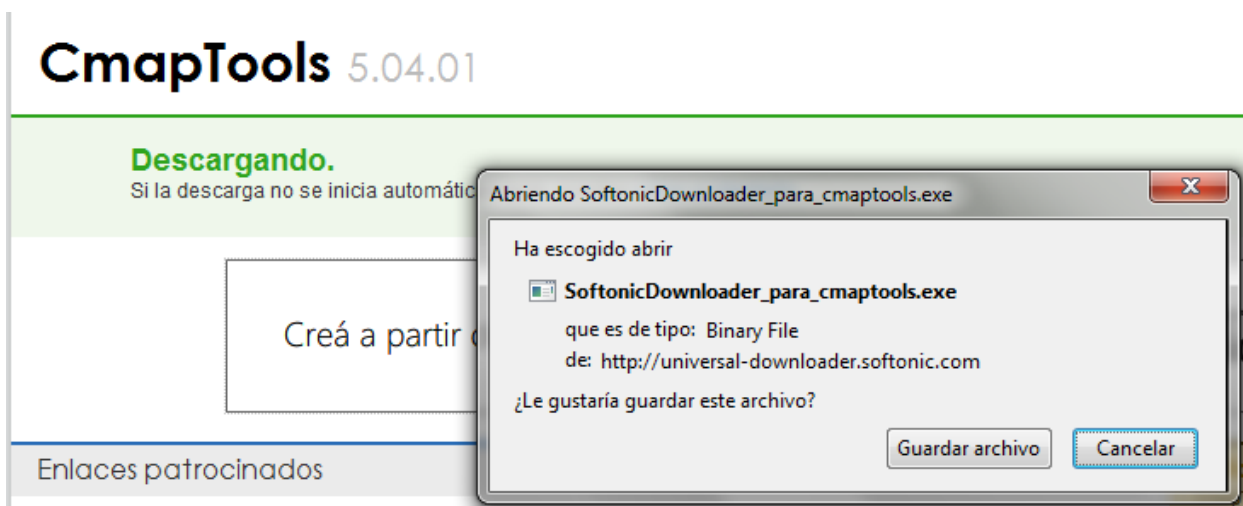 CmapTools 5.04.01
Descargando.
Si la descarga no se inicia automátic
Abriendo SoftonicDownloader_para_cmaptools.exe
Ha escogido abrir
SoftonicDownloader_para_cmaptools.exe
que es de tipo: Binary File
de: http://universal-downloader.softonic.com
¿Le gustaría guardar este archivo?
Guardar archivo Cancelar
Creá a partir
Enlaces patrocinados